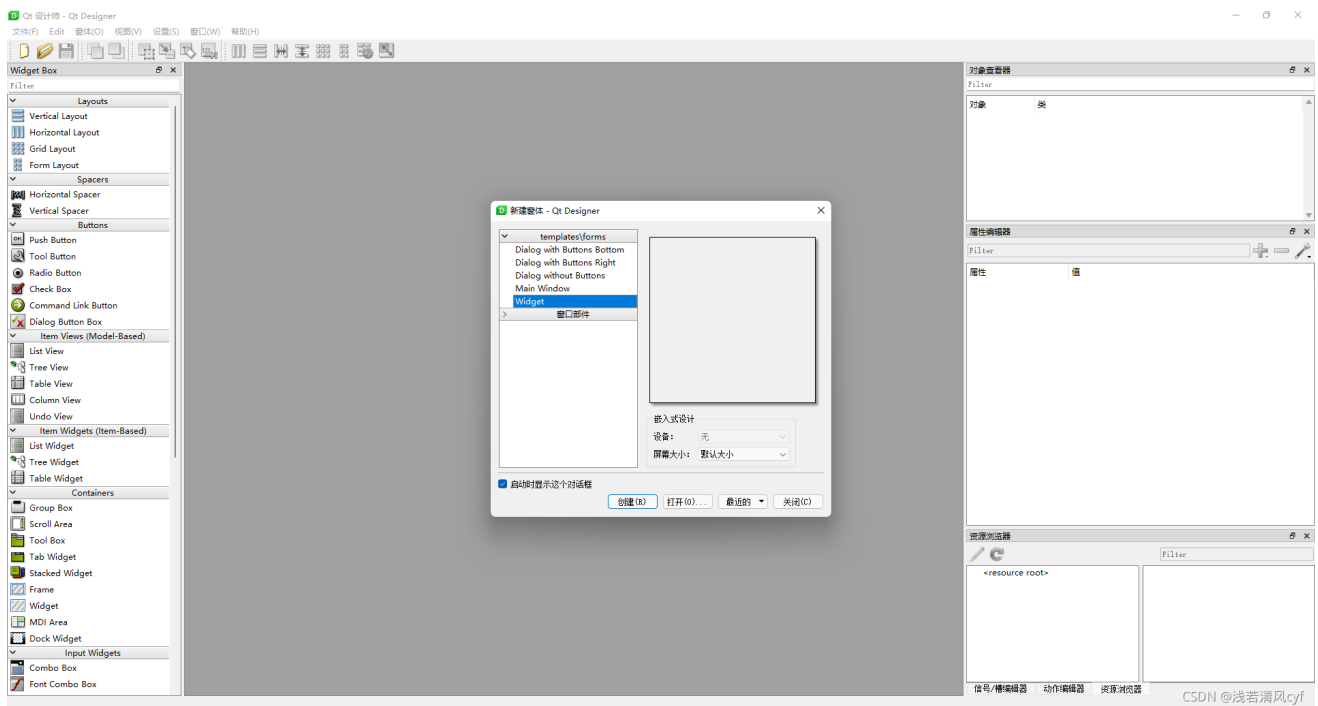 Qt 设计师 - Qt Designer
文件(F) Edit 窗体(O) 视图(V) 设置(S) 窗口(W) 帮助(H)
Widget Box
Filter
Layouts
Vertical Layout
Horizontal Layout
Grid Layout
Form Layout
Spacers
Horizontal Spacer
Vertical Spacer
Buttons
Push Button
Tool Button
Radio Button
Check Box
Command Link Button
Dialog Button Box
Item Views (Model-Based)
List View
Tree View
Table View
Column View
Undo View
Item Widgets (Item-Based)
List Widget
Tree Widget
Table Widget
Containers
Group Box
Scroll Area
Tool Box
Tab Widget
Stacked Widget
Frame
Widget
MDI Area
Dock Widget
Input Widgets
Combo Box
Font Combo Box
新建窗体 - Qt Designer
templates\forms
Dialog with Buttons Bottom
Dialog with Buttons Right
Dialog without Buttons
Main Window
Widget
窗口部件
嵌入式设计
设备: 无
屏幕大小: 默认大小
启动时显示这个对话框
创建(R) 打开(O)... 最近的 关闭(C)
对象查看器
Filter
对象 类
属性编辑器
Filter
属性 值
资源浏览器
Filter
<resource root>
信号/槽编辑器 动作编辑器 资源浏览器
CSDN @浅若清风cyf